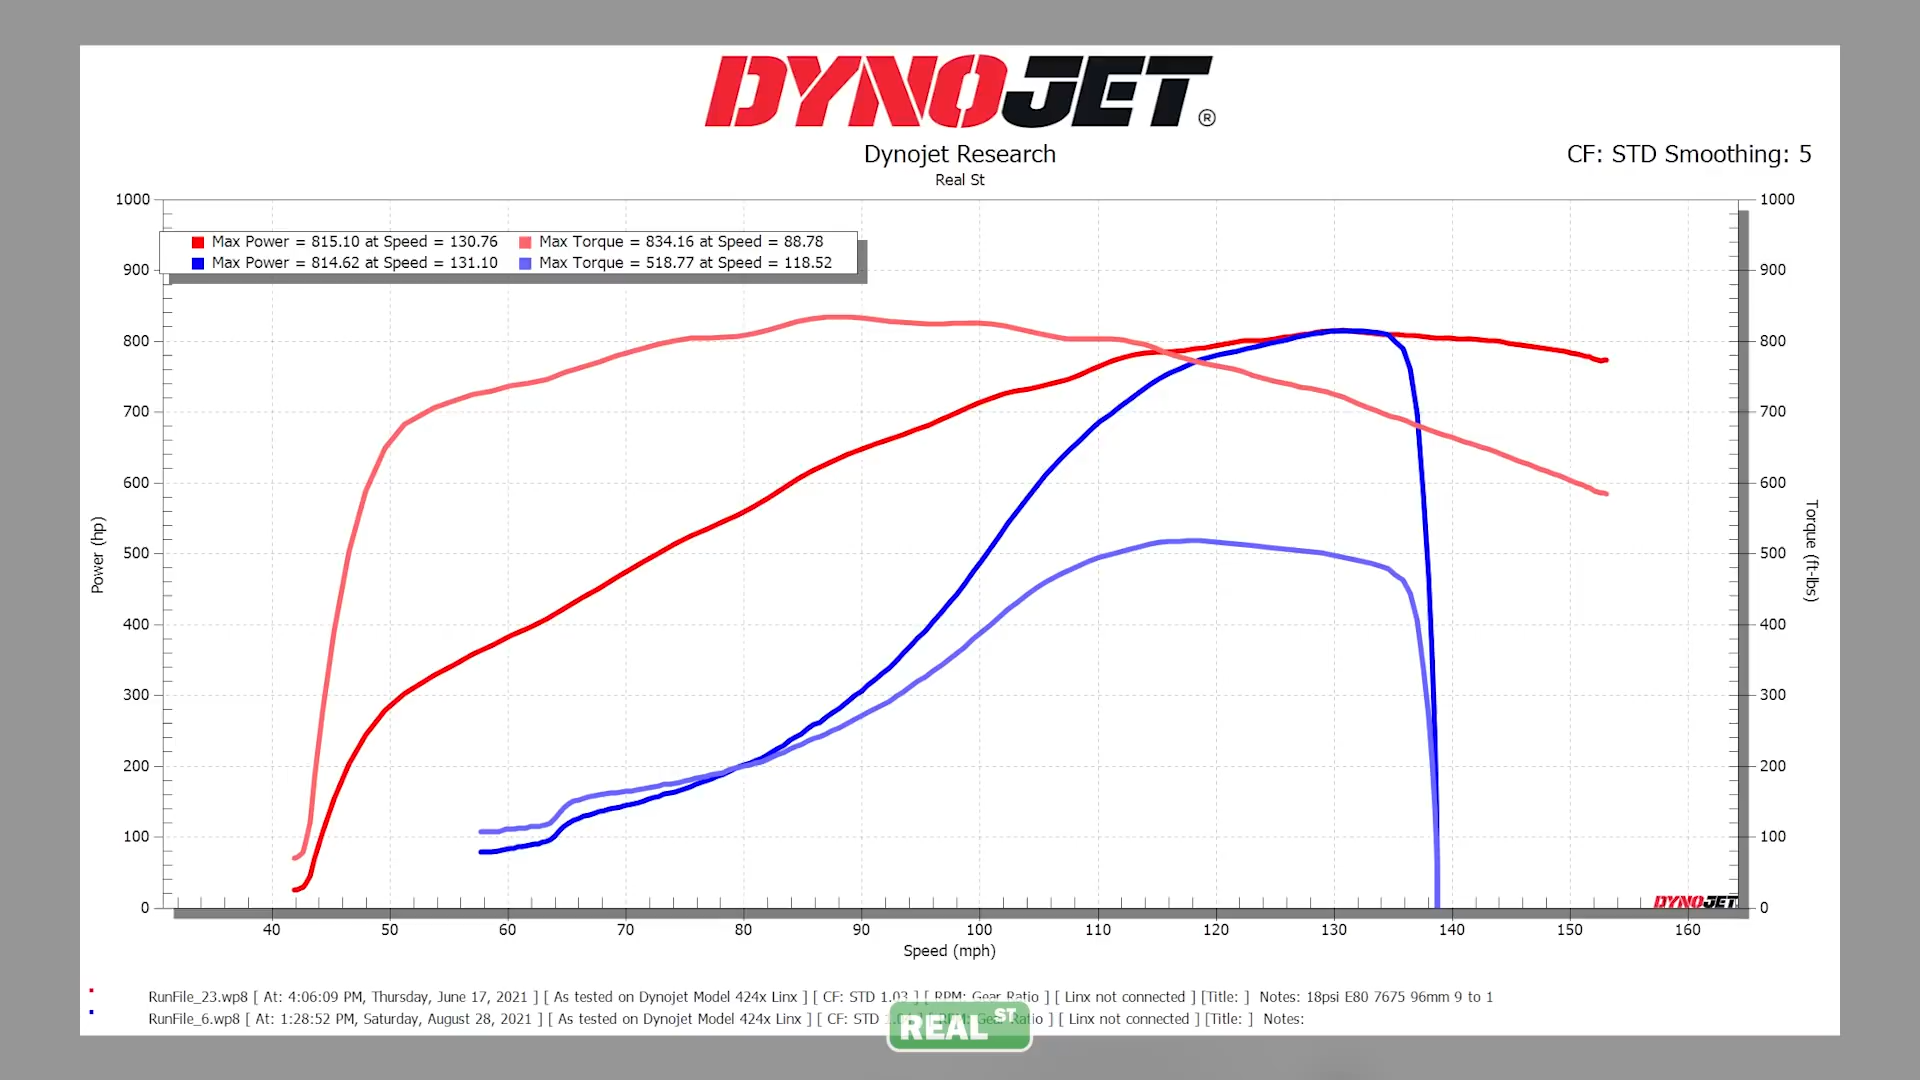 DYNOJET®
Dynojet Research
CF: STD Smoothing: 5
Real St
Max Power = 815.10 at Speed = 130.76 Max Torque = 834.16 at Speed = 88.78
Max Power = 814.62 at Speed = 131.10 Max Torque = 518.77 at Speed = 118.52
1000 1000
900 900
800 800
700 700
600 600
500 500
400 400
300 300
200 200
100 100
0 0
Power (hp)
Torque (ft-lbs)
DYNOJET
40 50 60 70 80 90 100 110 120 130 140 150 160
Speed (mph)
RunFile_23.wp8 [ At: 4:06:09 PM, Thursday, June 17, 2021 ] [ As tested on Dynojet Model 424x Linx ] [ CF: STD 1.03 ] [ RPM: Gear Ratio ] [ Linx not connected ] [Title: ] Notes: 18psi E80 7675 96mm 9 to 1
RunFile_6.wp8 [ At: 1:28:52 PM, Saturday, August 28, 2021 ] [ As tested on Dynojet Model 424x Linx ] [ CF: STD Gear Ratio ] [ Linx not connected ] [Title: ] Notes:
REAL ST